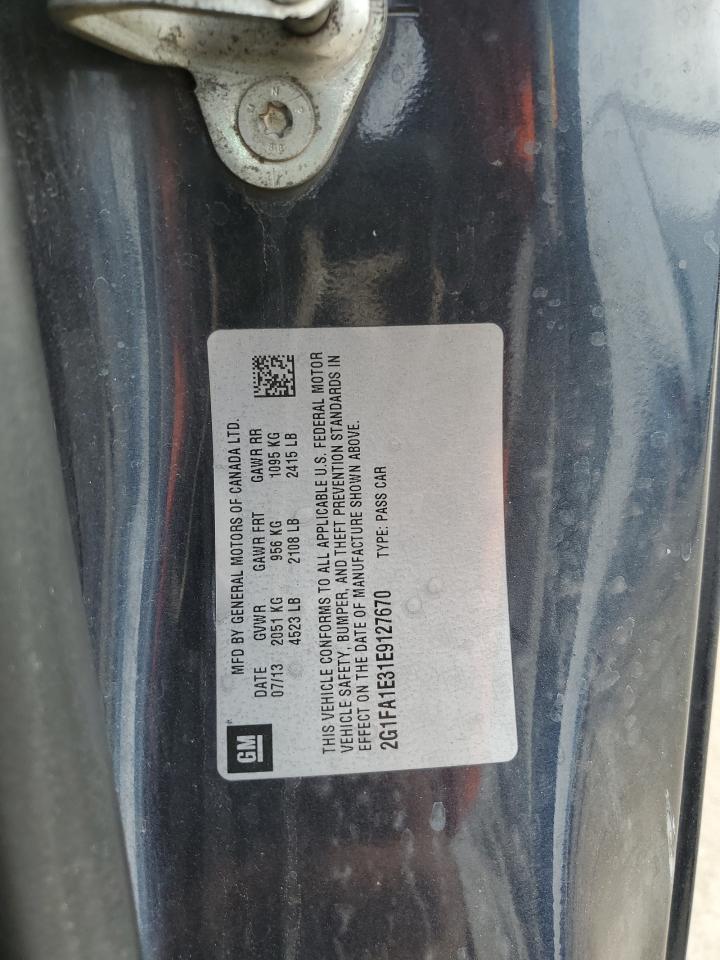 GM
MFD BY GENERAL MOTORS OF CANADA LTD.
DATE GVWR GAWR FRT GAWR RR
07/13 2051 KG 956 KG 1095 KG
4523 LB 2108 LB 2415 LB
THIS VEHICLE CONFORMS TO ALL APPLICABLE U.S. FEDERAL MOTOR
VEHICLE SAFETY, BUMPER, AND THEFT PREVENTION STANDARDS IN
EFFECT ON THE DATE OF MANUFACTURE SHOWN ABOVE.
2G1FA1E31E9127670 TYPE: PASS CAR